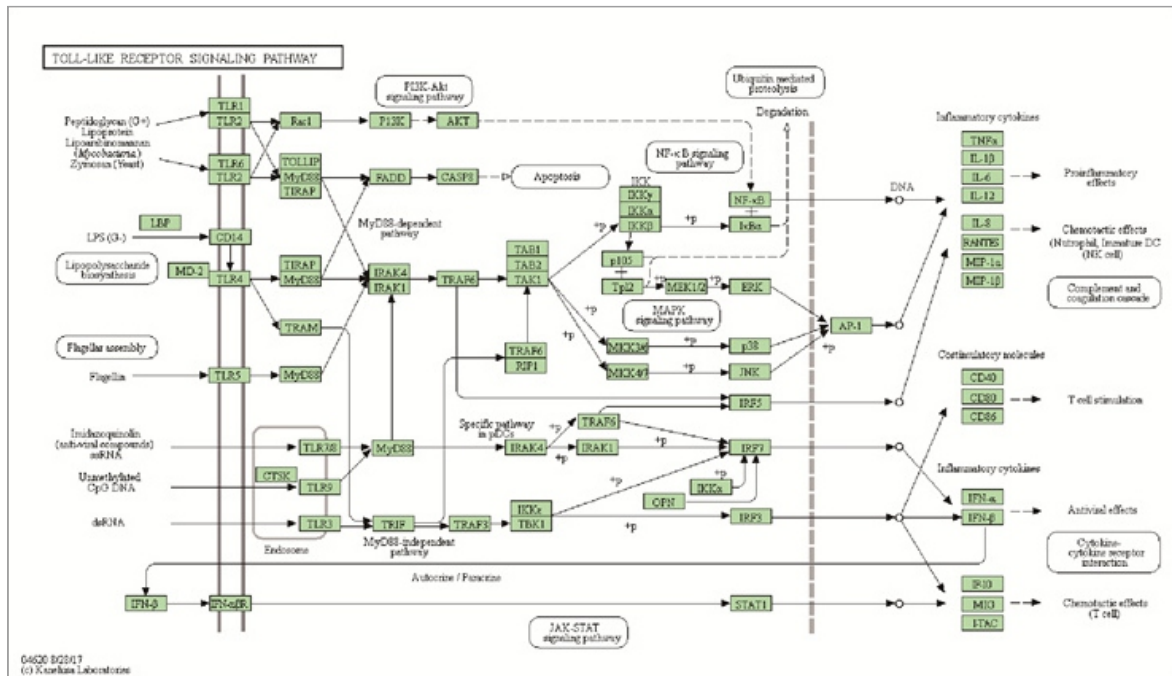 TOLL-LIKE RECEPTOR SIGNALING PATHWAY
PI3K-Akt
signaling pathway
Ubiquitin mediated
proteolysis
Degradation
TLR1
TLR2
Rac1
PI3K
AKT
Peptidoglycan (G+)
Lipoprotein
Lipoarabinomannan
(Mycobacteria)
Zymosan (Yeast)
TLR6
TLR2
TOLLIP
MyD88
TIRAP
FADD
CASP8
Apoptosis
NF-κB signaling
pathway
IKK
IKKγ
IKKα
IKKβ
+p
+p
NF-κB
IκBα
DNA
Inflammatory cytokines
TNFα
IL-1β
IL-6
IL-12
Proinflammatory
effects
IL-8
RANTES
MIP-1α
MIP-1β
Chemotactic effects
(Nutrophil, Immature DC
(NK cell)
Complement and
coagulation cascade
LBP
LPS (G-)
CD14
MyD88-dependent
pathway
Lipopolysaccharide
biosynthesis
MD-2
TLR4
TIRAP
MyD88
IRAK4
IRAK1
TRAF6
TAB1
TAB2
TAK1
p105
Tpl2
MEK1/2
+p
ERK
MAPK
signaling pathway
TRAM
+p
+p
MKK3/6
+p
p38
AP-1
Flagellar assembly
TRAF6
RIP1
MKK4/7
+p
JNK
+p
Flagellin
TLR5
MyD88
IRF5
Costimulatory molecules
CD40
CD80
CD86
T cell stimulation
Imidazoquinolin
(anti-viral compounds)
ssRNA
TLR7/8
MyD88
Specific pathway
in pDCs
IRAK4
+p
+p
TRAF6
IRAK1
+p
IRF7
Unmethylated
CpG DNA
CTSK
TLR9
IKKα
+p
OPN
Inflammatory cytokines
IFN-α
IFN-β
Antiviral effects
dsRNA
TLR3
TRIF
TRAF3
IKKε
TBK1
+p
IRF3
Endosome
MyD88-independent
pathway
Cytokine-
cytokine receptor
interaction
Autocrine / Paracrine
IFN-β
IFN-αβR
STAT1
I-TAC
Chemotactic effects
(T cell)
JAK-STAT
signaling pathway
04620 8/28/17
(c) Kanehisa Laboratories